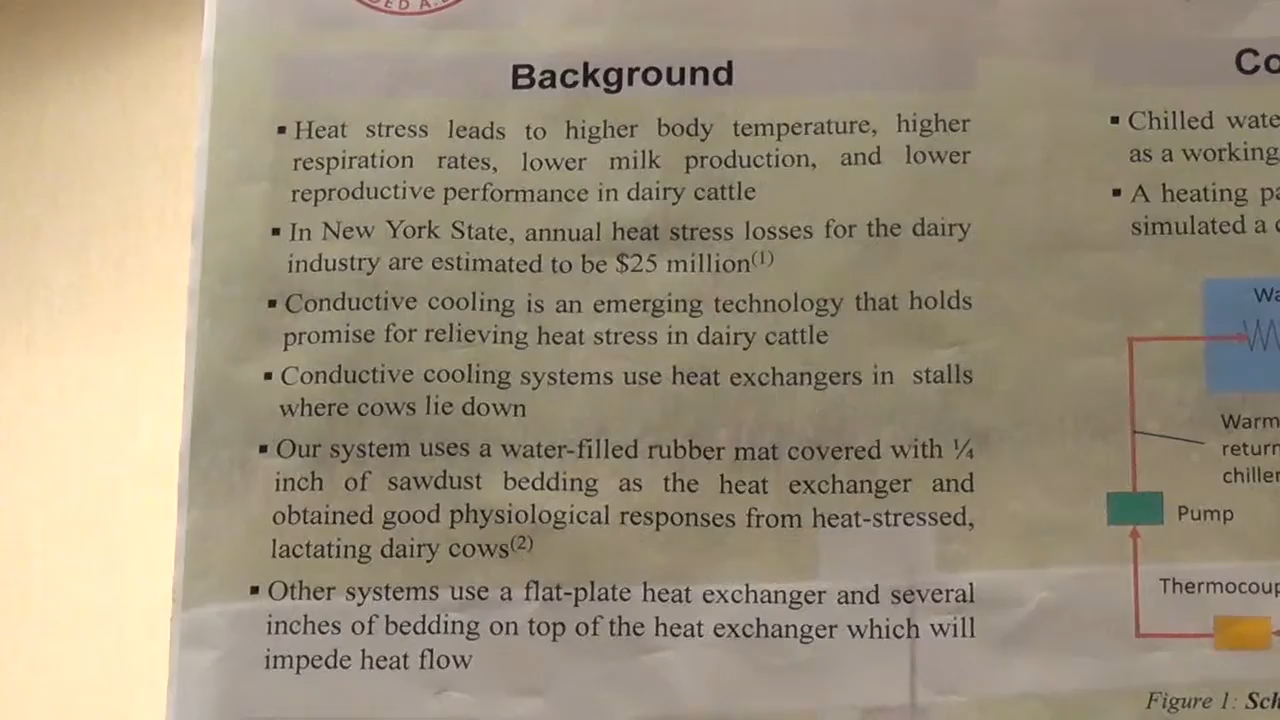 Background
▪ Heat stress leads to higher body temperature, higher
respiration rates, lower milk production, and lower
reproductive performance in dairy cattle
▪ In New York State, annual heat stress losses for the dairy
industry are estimated to be $25 million(1)
▪ Conductive cooling is an emerging technology that holds
promise for relieving heat stress in dairy cattle
▪ Conductive cooling systems use heat exchangers in stalls
where cows lie down
▪ Our system uses a water-filled rubber mat covered with ¼
inch of sawdust bedding as the heat exchanger and
obtained good physiological responses from heat-stressed,
lactating dairy cows(2)
▪ Other systems use a flat-plate heat exchanger and several
inches of bedding on top of the heat exchanger which will
impede heat flow
▪ Chilled
as a working
▪ A heating
simulated a
Warm
Pump
Figure 1: